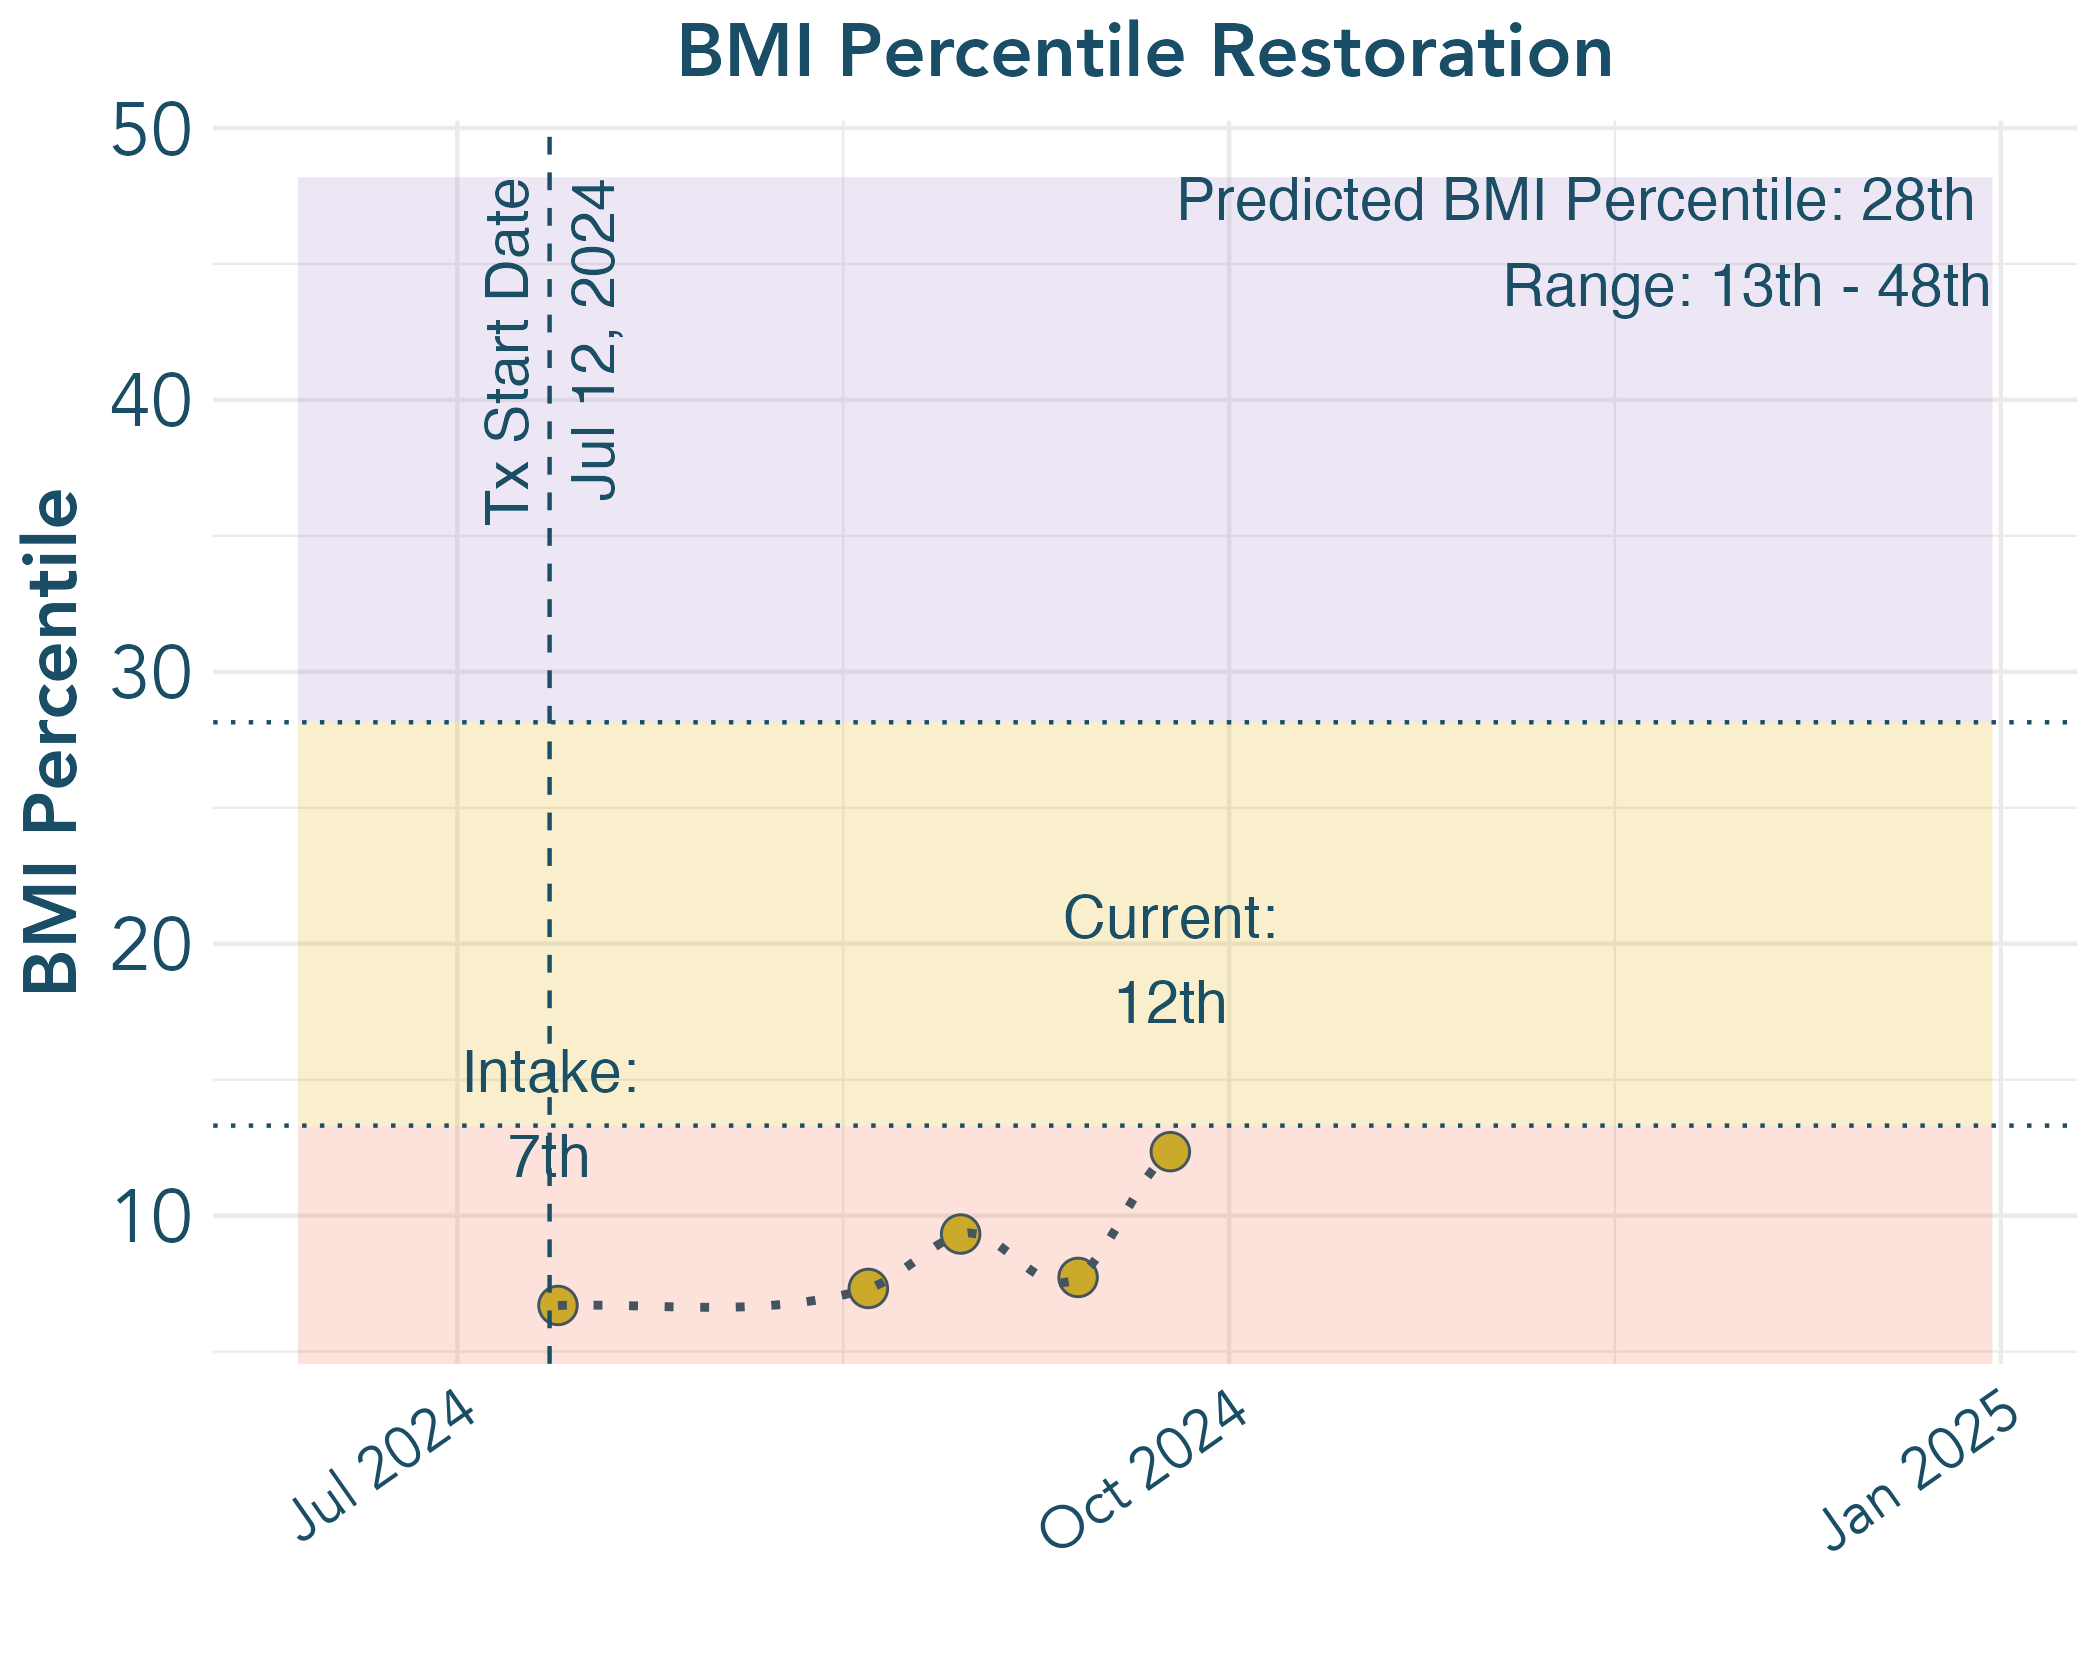 BMI Percentile Restoration
BMI Percentile
50
40
30
20
10
Tx Start Date
Jul 12, 2024
Predicted BMI Percentile: 28th
Range: 13th - 48th
Current:
12th
Intake:
7th
Jul 2024
Oct 2024
Jan 2025